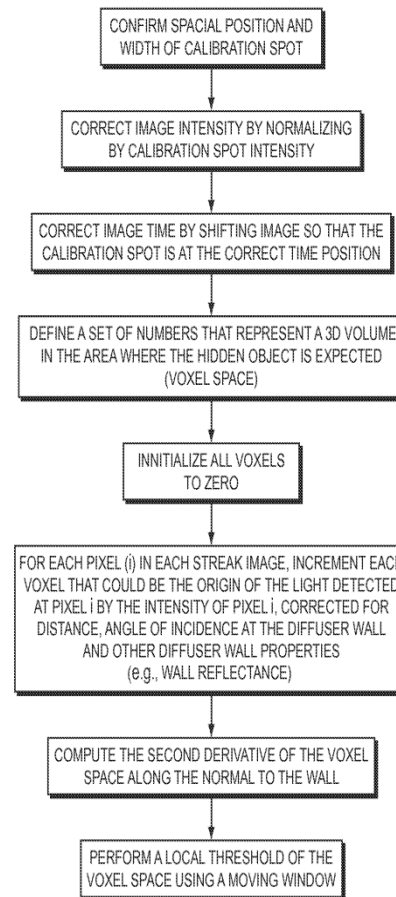 CONFIRM SPACIAL POSITION AND
WIDTH OF CALIBRATION SPOT
CORRECT IMAGE INTENSITY BY NORMALIZING
BY CALIBRATION SPOT INTENSITY
CORRECT IMAGE TIME BY SHIFTING IMAGE SO THAT THE
CALIBRATION SPOT IS AT THE CORRECT TIME POSITION
DEFINE A SET OF NUMBERS THAT REPRESENT A 3D VOLUME
IN THE AREA WHERE THE HIDDEN OBJECT IS EXPECTED
(VOXEL SPACE)
INNITIALIZE ALL VOXELS
TO ZERO
FOR EACH PIXEL (i) IN EACH STREAK IMAGE, INCREMENT EACH
VOXEL THAT COULD BE THE ORIGIN OF THE LIGHT DETECTED
AT PIXEL i BY THE INTENSITY OF PIXEL i, CORRECTED FOR
DISTANCE, ANGLE OF INCIDENCE AT THE DIFFUSER WALL
AND OTHER DIFFUSER WALL PROPERTIES
(e.g., WALL REFLECTANCE)
COMPUTE THE SECOND DERIVATIVE OF THE VOXEL
SPACE ALONG THE NORMAL TO THE WALL
PERFORM A LOCAL THRESHOLD OF THE
VOXEL SPACE USING A MOVING WINDOW